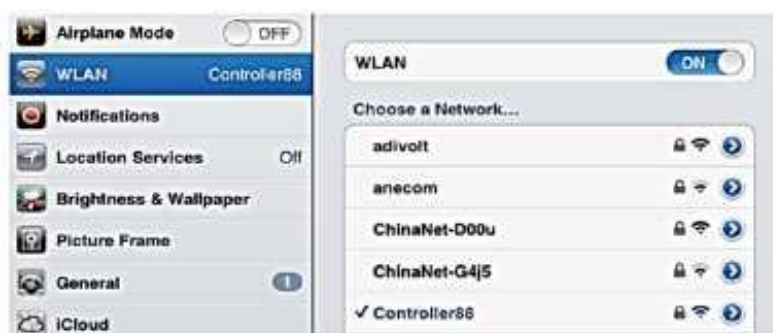 Airplane Mode OFF
WLAN Controller88
Notifications
Location Services Off
Brightness & Wallpaper
Picture Frame
General 1
iCloud
WLAN ON
Choose a Network...
adivolt
anecom
ChinaNet-D00u
ChinaNet-G4j5
✓ Controller88